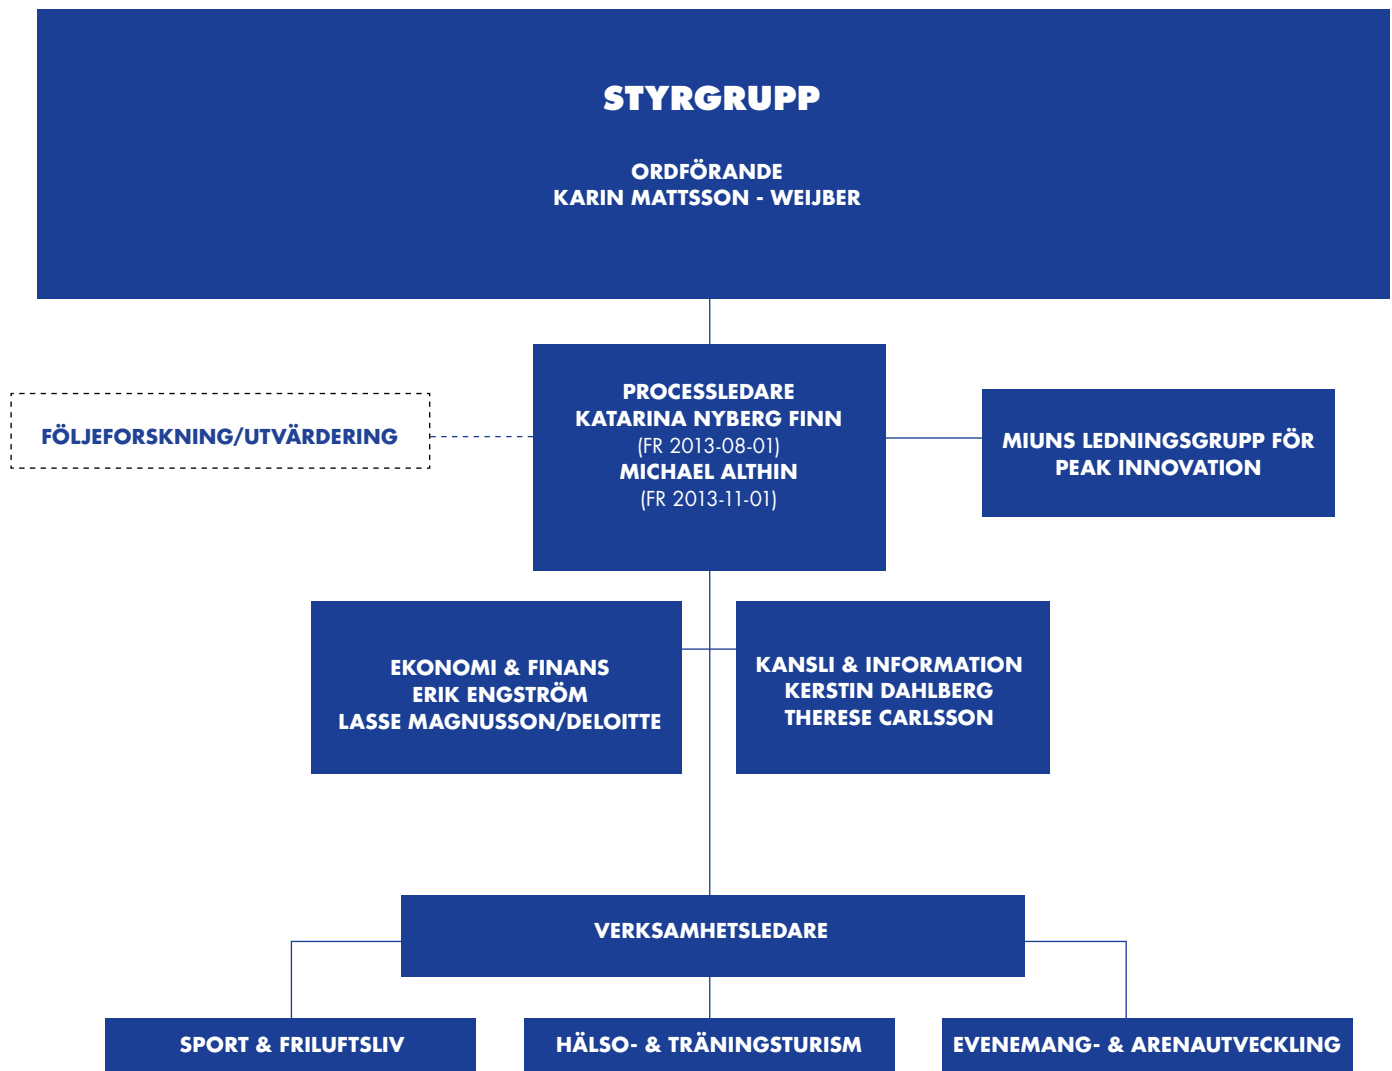 STYRGRUPP
ORDFÖRANDE
KARIN MATTSSON - WEIJBER
FÖLJEFORSKNING/UTVÄRDERING
PROCESSLEDARE
KATARINA NYBERG FINN
(FR 2013-08-01)
MICHAEL ALTHIN
(FR 2013-11-01)
MIUNS LEDNINGSGRUPP FÖR
PEAK INNOVATION
EKONOMI & FINANS
ERIK ENGSTRÖM
LASSE MAGNUSSON/DELOITTE
KANSLI & INFORMATION
KERSTIN DAHLBERG
THERESE CARLSSON
VERKSAMHETSLEDARE
SPORT & FRILUFTSLIV
HÄLSO- & TRÄNINGSTURISM
EVENEMANG- & ARENAUTVECKLING